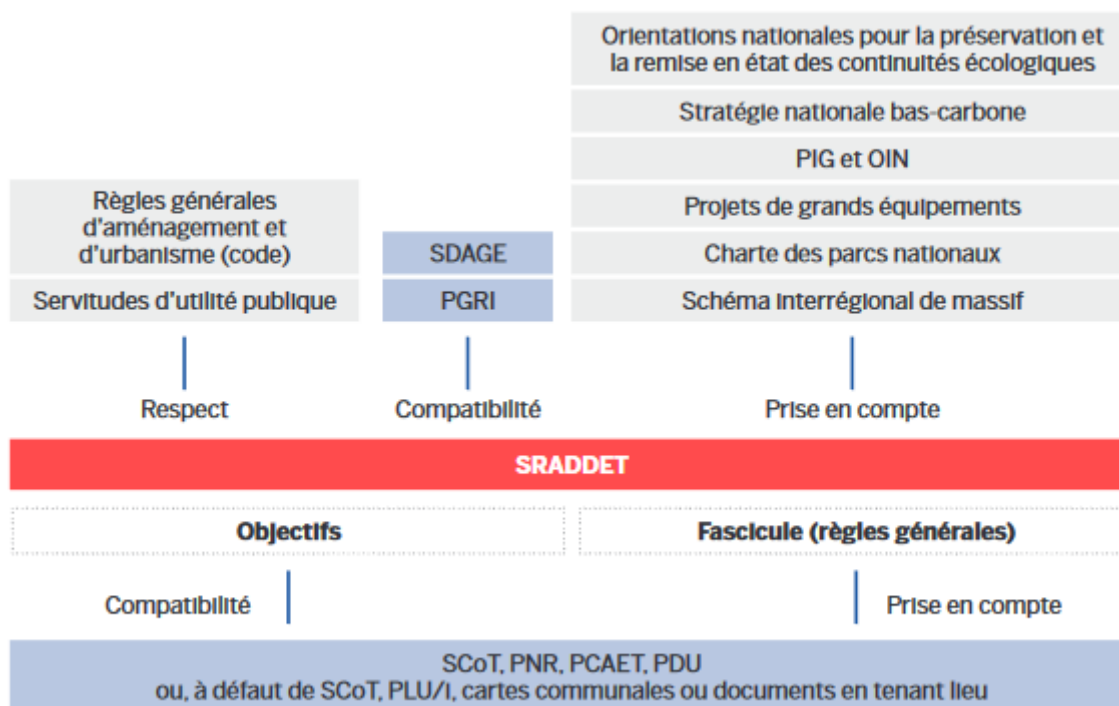 Orientations nationales pour la préservation et
la remise en état des continuités écologiques
Stratégie nationale bas-carbone
PIG et OIN
Règles générales
d'aménagement et
d'urbanisme (code)
Projets de grands équipements
SDAGE
Charte des parcs nationaux
Servitudes d'utilité publique
PGRI
Schéma interrégional de massif
Respect
Compatibilité
Prise en compte
SRADDET
Objectifs
Fascicule (règles générales)
Compatibilité
Prise en compte
SCoT, PNR, PCAET, PDU
ou, à défaut de SCoT, PLU/i, cartes communales ou documents en tenant lieu